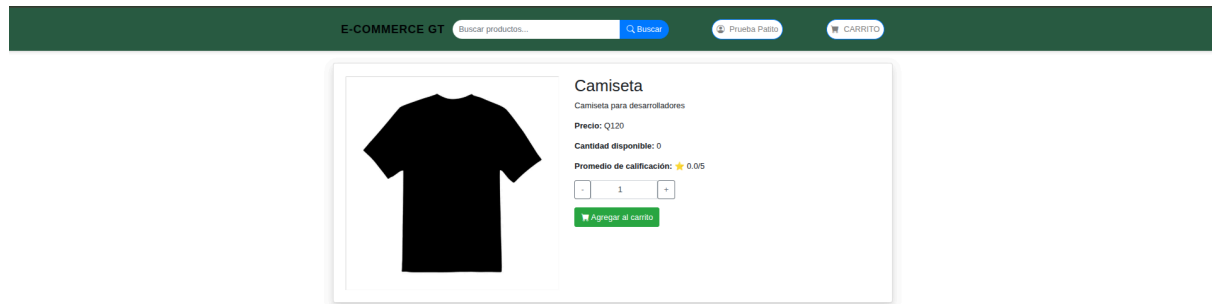 E-COMMERCE GT
Buscar productos...
Buscar
Prueba Patito
CARRITO
Camiseta
Camiseta para desarrolladores
Precio: Q120
Cantidad disponible: 0
Promedio de calificación: ⭐ 0.0/5
- 1 +
Agregar al carrito